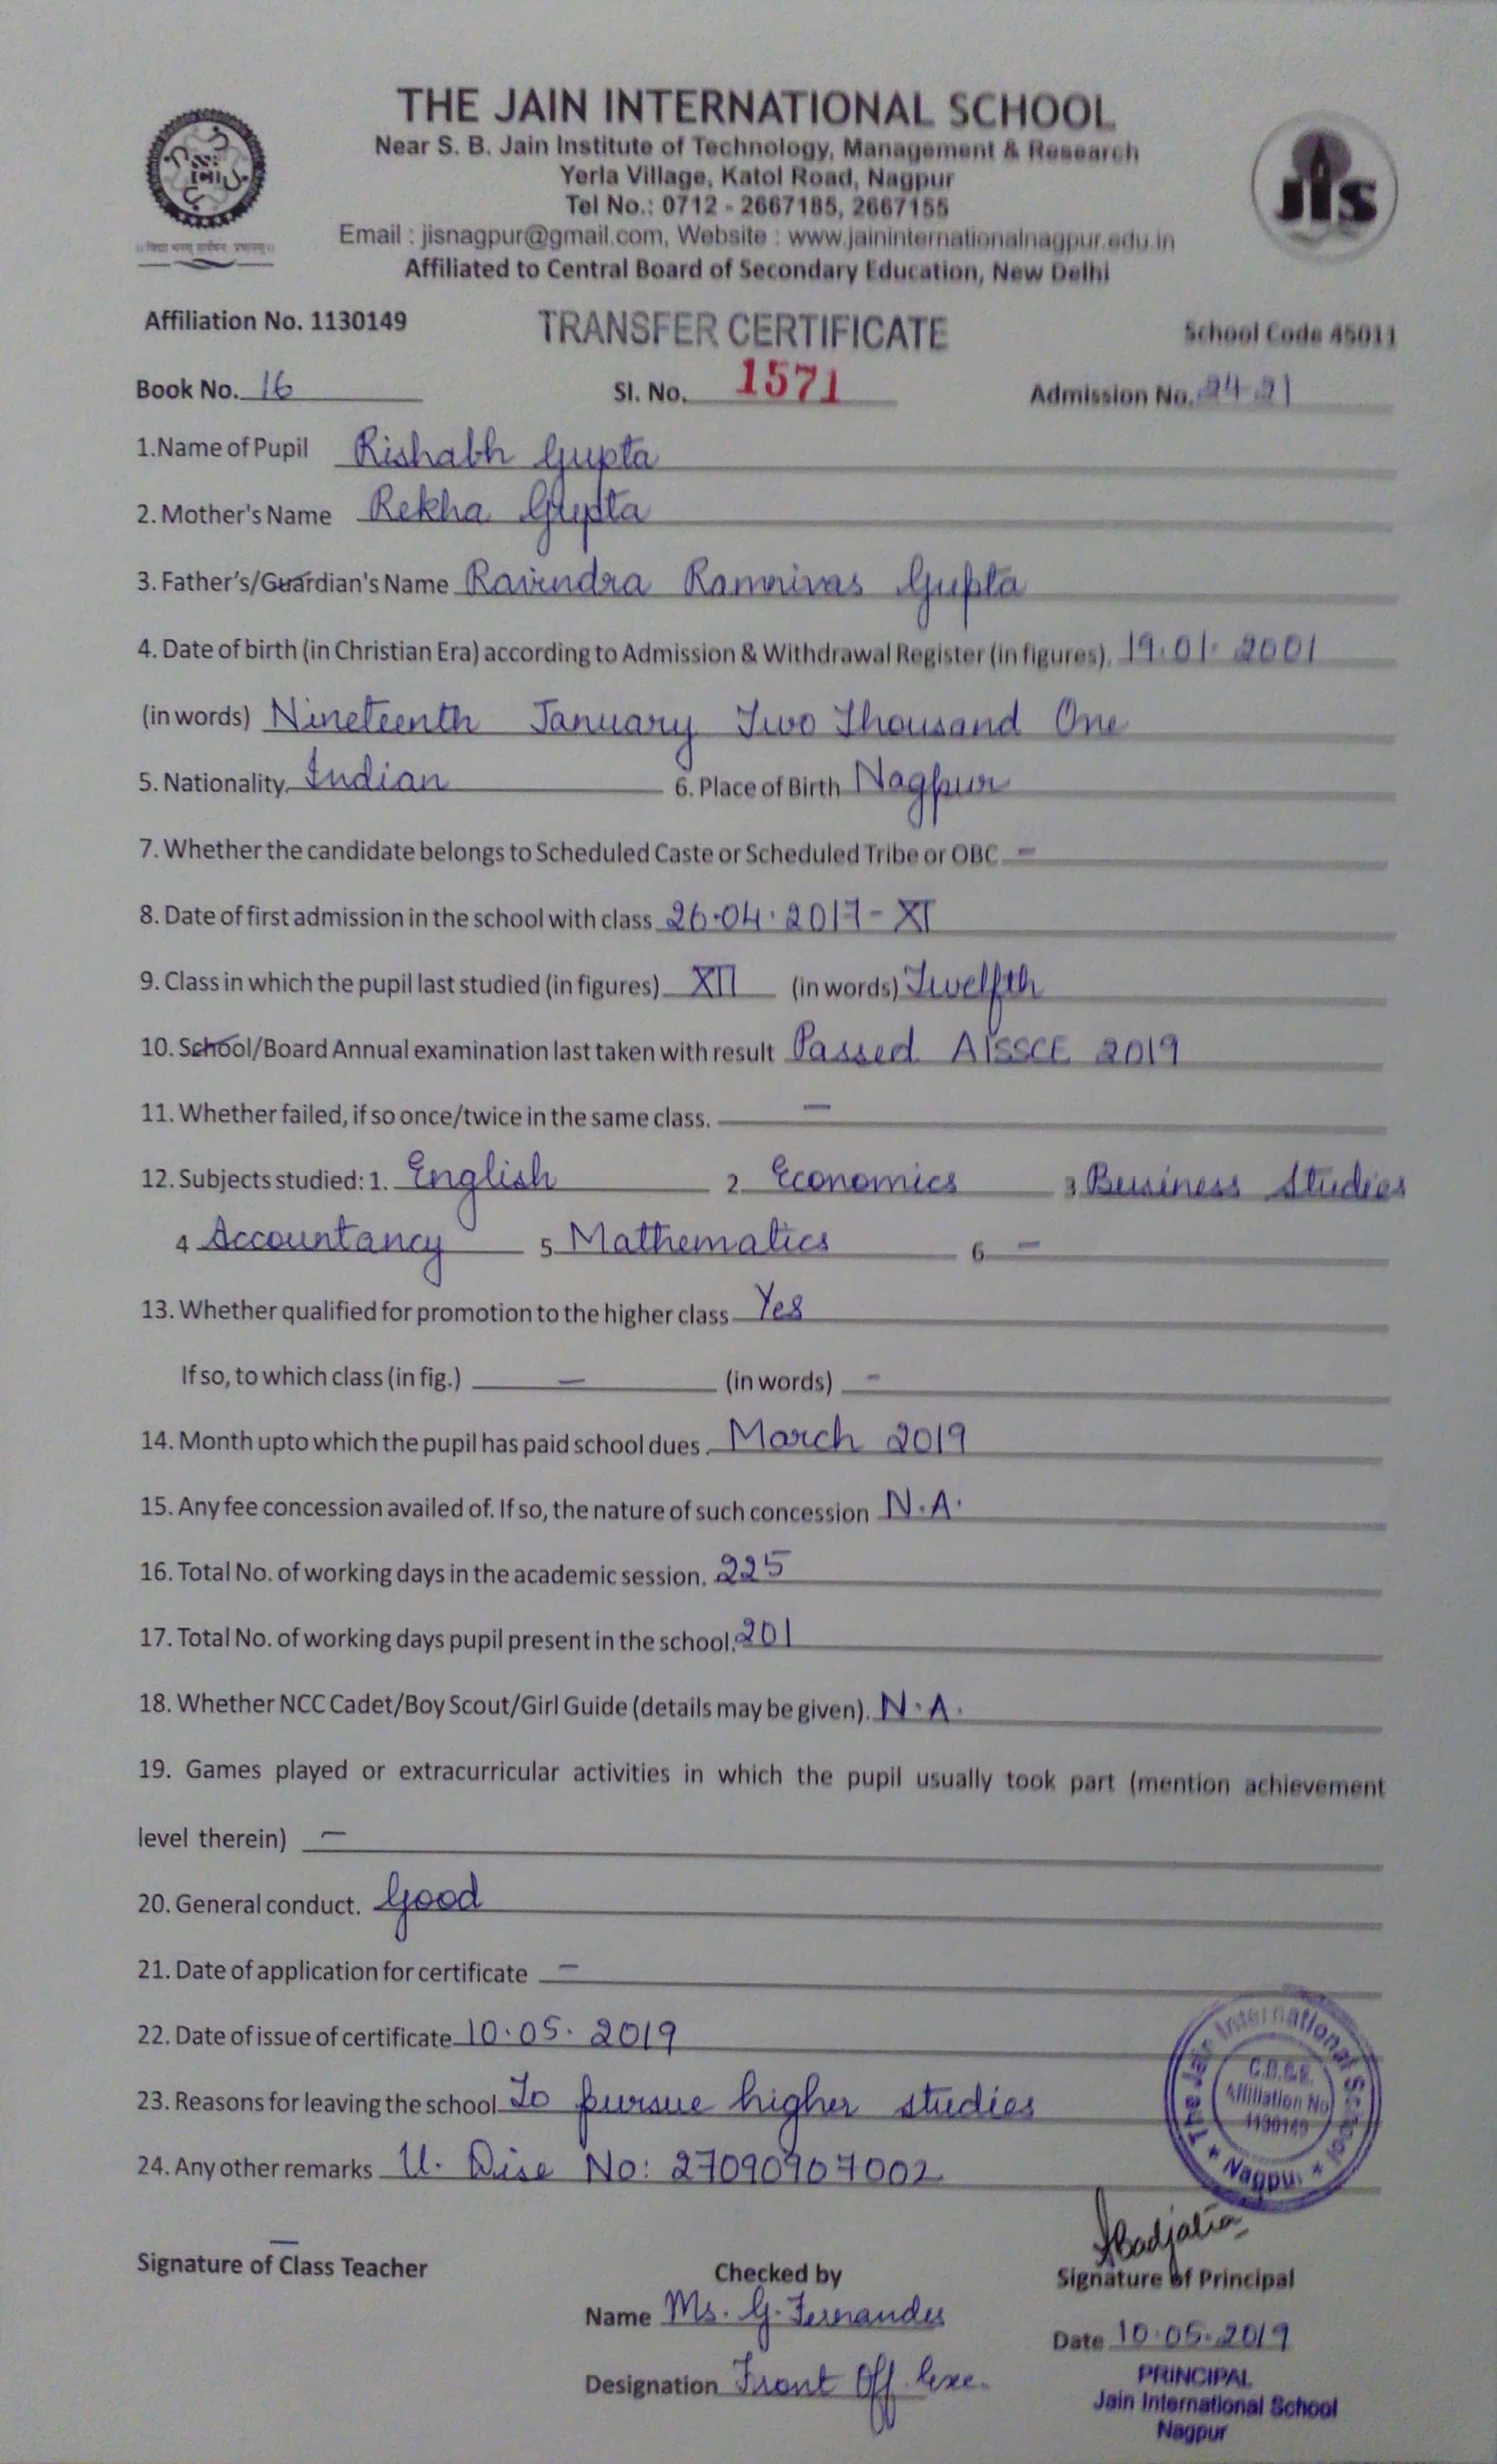 THE JAIN INTERNATIONAL SCHOOL
Near S. B. Jain Institute of Technology, Management & Research
Yerla Village, Katol Road, Nagpur
Tel No.: 0712 - 2667185, 2667155
Email : jisnagpur@gmail.com, Website : www.jaininternationalnagpur.edu.in
Affiliated to Central Board of Secondary Education, New Delhi
JIS
Affiliation No. 1130149 TRANSFER CERTIFICATE School Code 45011
Book No. 16 Sl. No. 1571 Admission No. 24 21
1.Name of Pupil Rishabh Gupta
2. Mother's Name Rekha Gupta
3. Father's/Guardian's Name Ravindra Ramnivas Gupta
4. Date of birth (in Christian Era) according to Admission & Withdrawal Register (in figures). 19.01.2001
(in words) Nineteenth January Two Thousand One
5. Nationality. Indian 6. Place of Birth Nagpur
7. Whether the candidate belongs to Scheduled Caste or Scheduled Tribe or OBC -
8. Date of first admission in the school with class 26.04.2017 - XI
9. Class in which the pupil last studied (in figures) XII (in words) Twelfth
10. School/Board Annual examination last taken with result Passed AISSCE 2019
11. Whether failed, if so once/twice in the same class. -
12. Subjects studied: 1. English 2 Economics 3 Business Studies
4 Accountancy 5 Mathematics 6 -
13. Whether qualified for promotion to the higher class Yes
If so, to which class (in fig.) - (in words) -
14. Month upto which the pupil has paid school dues. March 2019
15. Any fee concession availed of. If so, the nature of such concession N.A.
16. Total No. of working days in the academic session. 225
17. Total No. of working days pupil present in the school. 201
18. Whether NCC Cadet/Boy Scout/Girl Guide (details may be given). N.A.
19. Games played or extracurricular activities in which the pupil usually took part (mention achievement
level therein) -
20. General conduct. Good
21. Date of application for certificate -
22. Date of issue of certificate 10.05.2019
23. Reasons for leaving the school To pursue higher studies
24. Any other remarks U. Dise No: 27090907002
The Jain International School
C.B.S.E.
Affiliation No
1130149
* Nagpur *
Signature of Class Teacher Checked by Signature of Principal
Name Ms. G. Fernandes
Date 10.05.2019
Designation Front Off. Exe.
PRINCIPAL
Jain International School
Nagpur